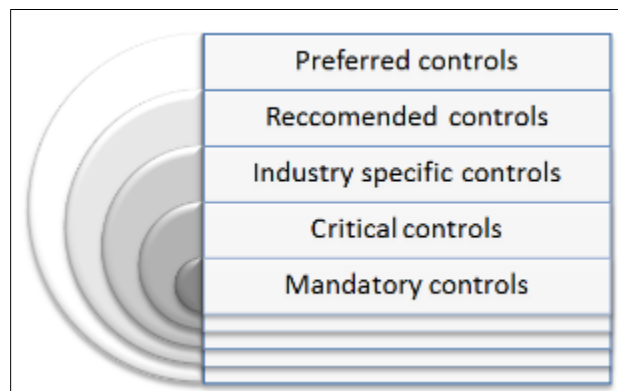 Preferred controls
Reccomended controls
Industry specific controls
Critical controls
Mandatory controls